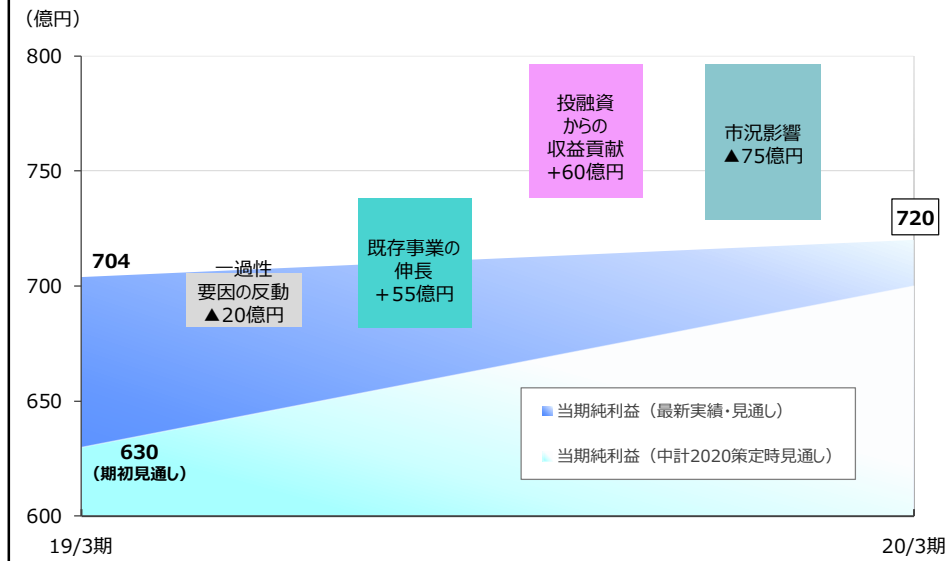 （億円）
800
750
700
650
600
704
一過性
要因の反動
▲20億円
既存事業の
伸長
+55億円
投融資
からの
収益貢献
+60億円
市況影響
▲75億円
720
630
（期初見通し）
当期純利益（最新実績・見通し）
当期純利益（中計2020策定時見通し）
19/3期
20/3期